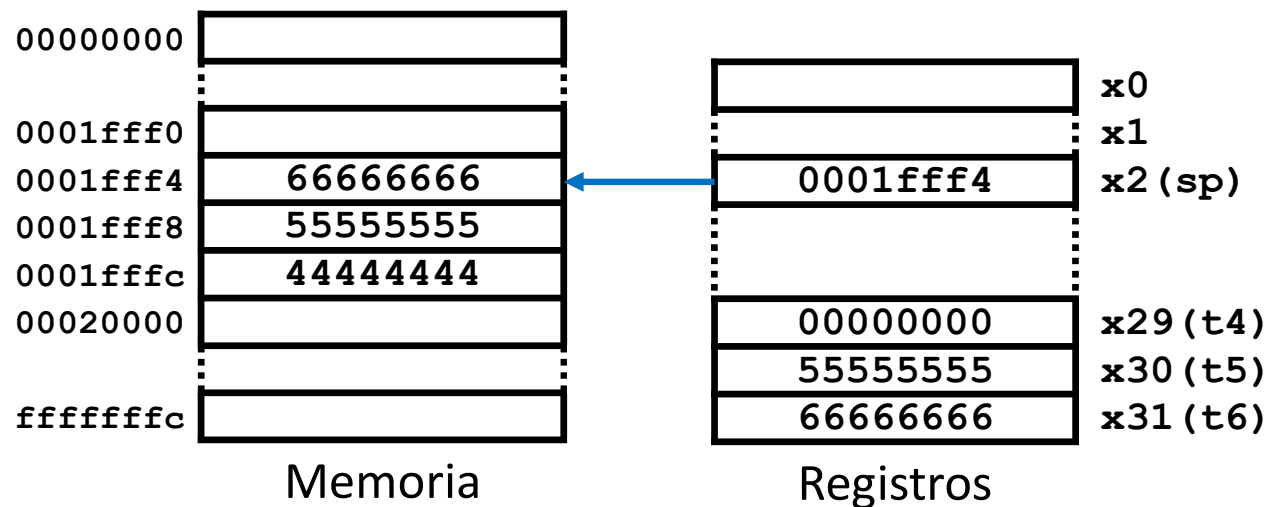 00000000
x0
0001fff0 x1
0001fff4 66666666 0001fff4 x2(sp)
0001fff8 55555555
0001fffc 44444444
00020000 00000000 x29(t4)
55555555 x30(t5)
fffffffc 66666666 x31(t6)
Memoria Registros